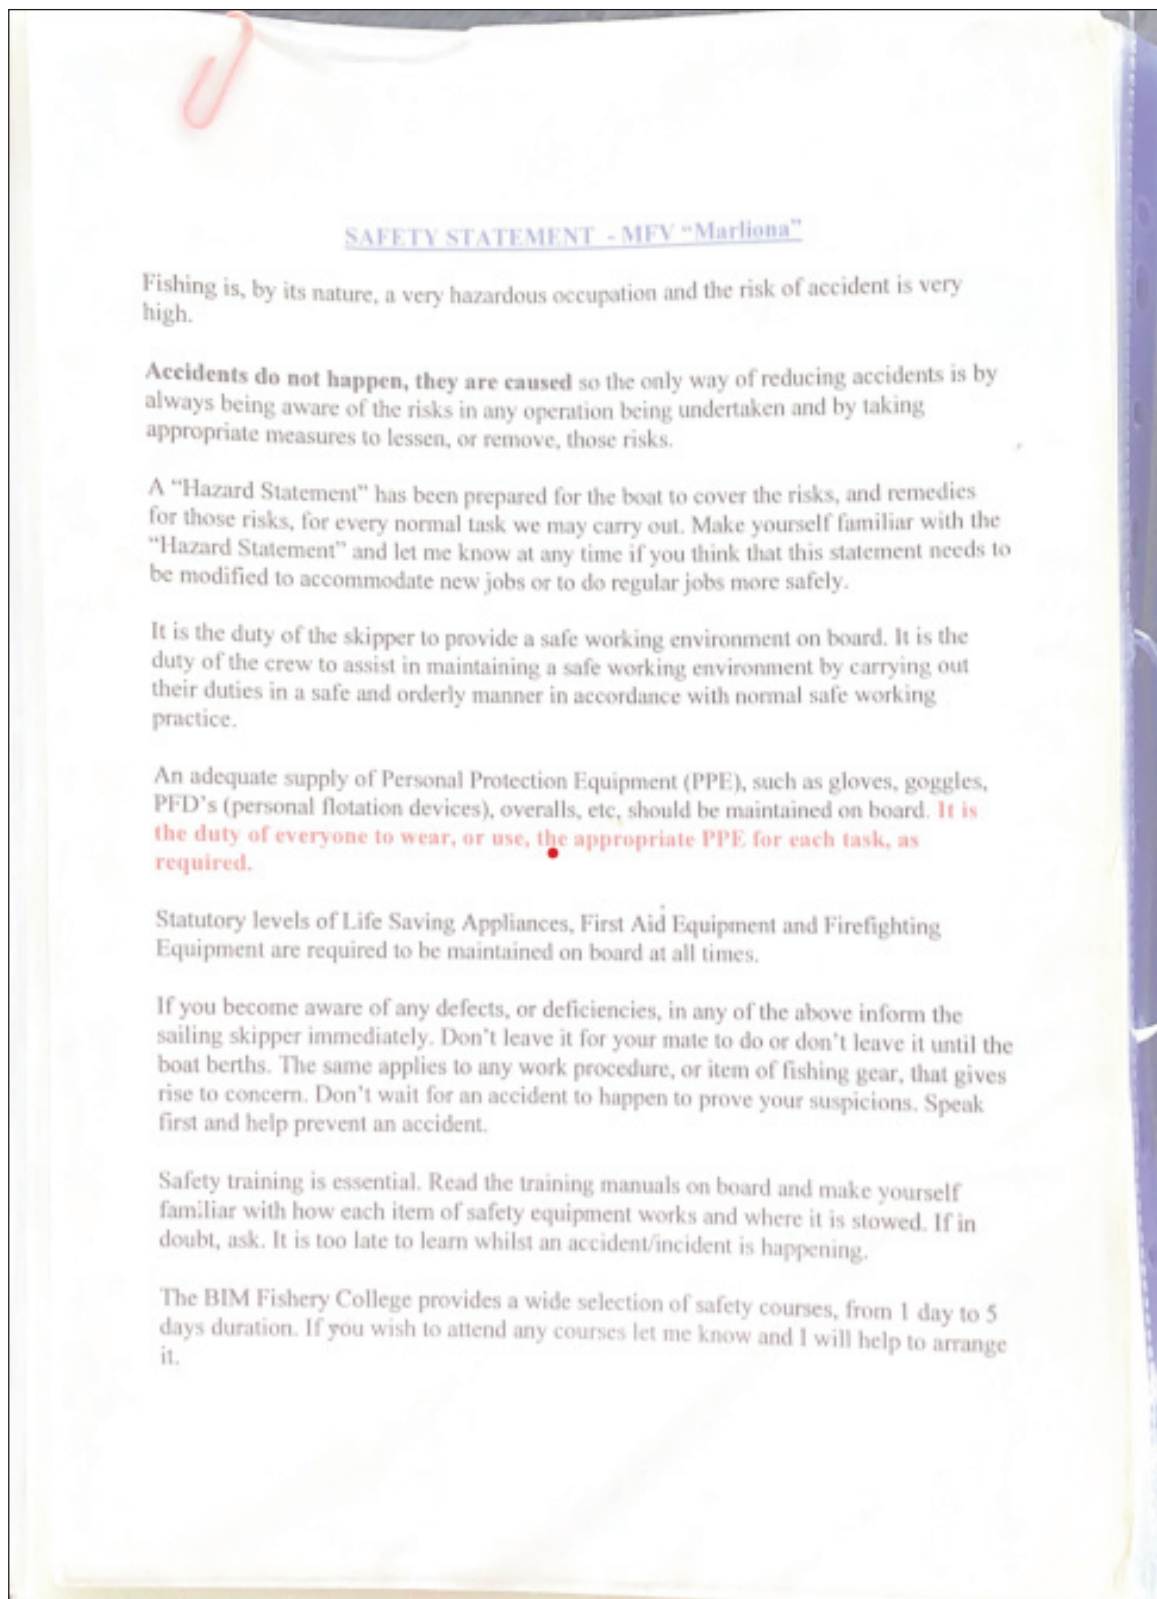 SAFETY STATEMENT - MFV “Marliona”
Fishing is, by its nature, a very hazardous occupation and the risk of accident is very
high.
Accidents do not happen, they are caused so the only way of reducing accidents is by
always being aware of the risks in any operation being undertaken and by taking
appropriate measures to lessen, or remove, those risks.
A “Hazard Statement” has been prepared for the boat to cover the risks, and remedies
for those risks, for every normal task we may carry out. Make yourself familiar with the
“Hazard Statement” and let me know at any time if you think that this statement needs to
be modified to accommodate new jobs or to do regular jobs more safely.
It is the duty of the skipper to provide a safe working environment on board. It is the
duty of the crew to assist in maintaining a safe working environment by carrying out
their duties in a safe and orderly manner in accordance with normal safe working
practice.
An adequate supply of Personal Protection Equipment (PPE), such as gloves, goggles,
PFD’s (personal flotation devices), overalls, etc, should be maintained on board. It is
the duty of everyone to wear, or use, the appropriate PPE for each task, as
required.
Statutory levels of Life Saving Appliances, First Aid Equipment and Firefighting
Equipment are required to be maintained on board at all times.
If you become aware of any defects, or deficiencies, in any of the above inform the
sailing skipper immediately. Don’t leave it for your mate to do or don’t leave it until the
boat berths. The same applies to any work procedure, or item of fishing gear, that gives
rise to concern. Don’t wait for an accident to happen to prove your suspicions. Speak
first and help prevent an accident.
Safety training is essential. Read the training manuals on board and make yourself
familiar with how each item of safety equipment works and where it is stowed. If in
doubt, ask. It is too late to learn whilst an accident/incident is happening.
The BIM Fishery College provides a wide selection of safety courses, from 1 day to 5
days duration. If you wish to attend any courses let me know and I will help to arrange
it.